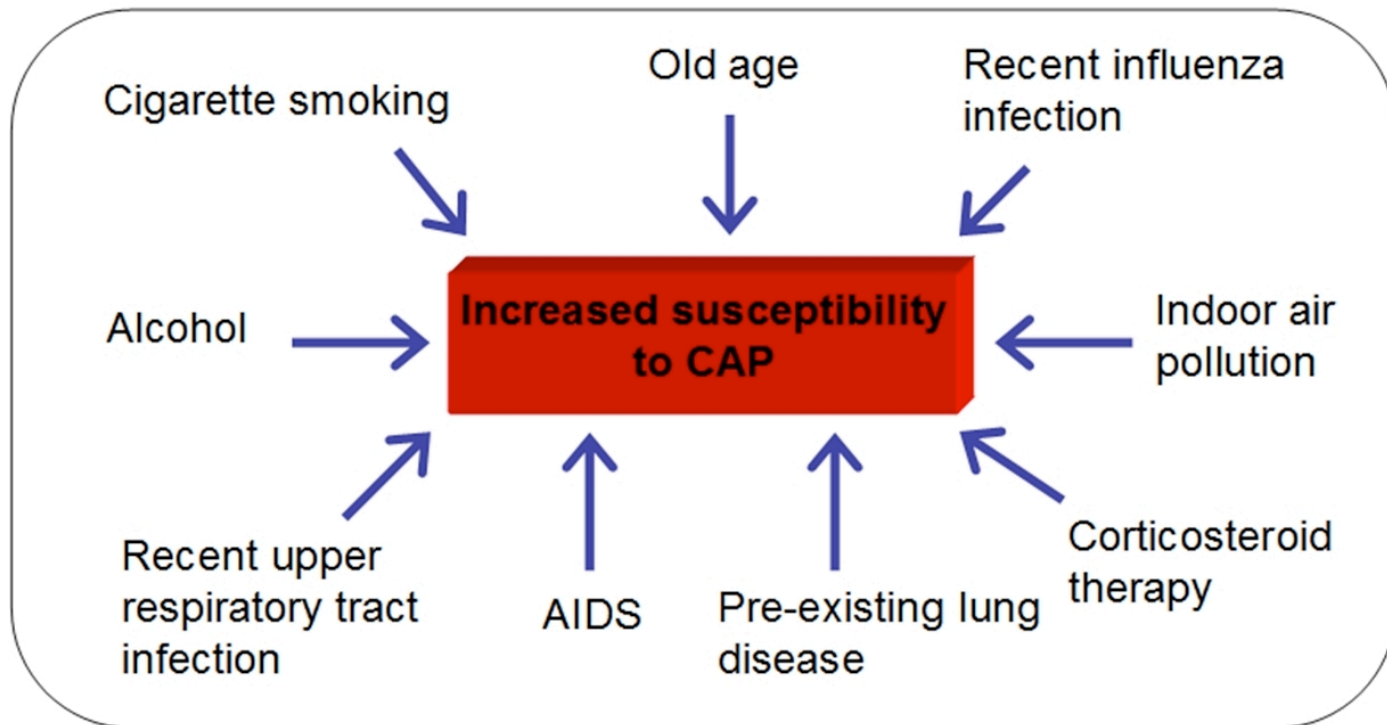 Cigarette smoking
Old age
Recent influenza
infection
Alcohol
Increased susceptibility
to CAP
Indoor air
pollution
Recent upper
respiratory tract
infection
AIDS
Pre-existing lung
disease
Corticosteroid
therapy